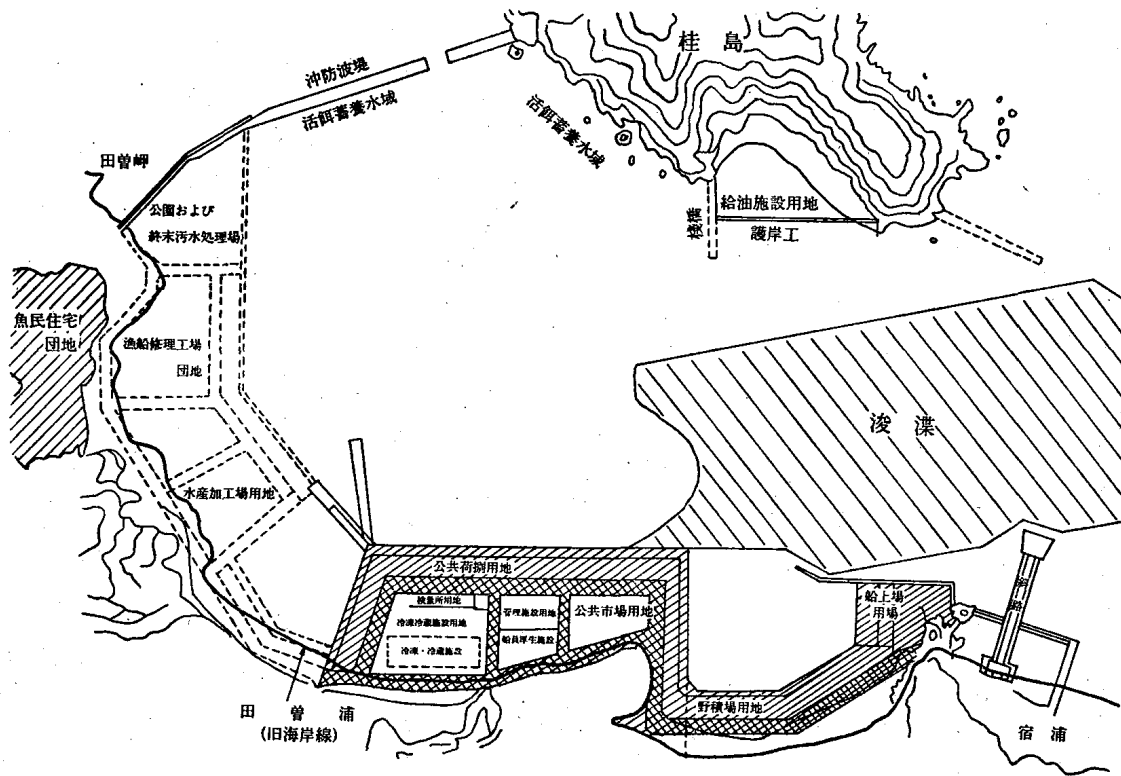 桂島
沖防波堤
活餌蓄養水域
活餌蓄養水域
田曽岬
公園および
終末汚水処理場
給油施設用地
護岸工
棧橋
魚民住宅
団地
漁船修理工場
団地
浚渫
水産加工場用地
公共荷捌用地
検量所用地
冷凍冷蔵施設用地
冷凍・冷蔵施設
管理施設用地
船員厚生施設
公共市場用地
船上場
用場
斜路
野積場用地
田曽浦
(旧海岸線)
宿浦